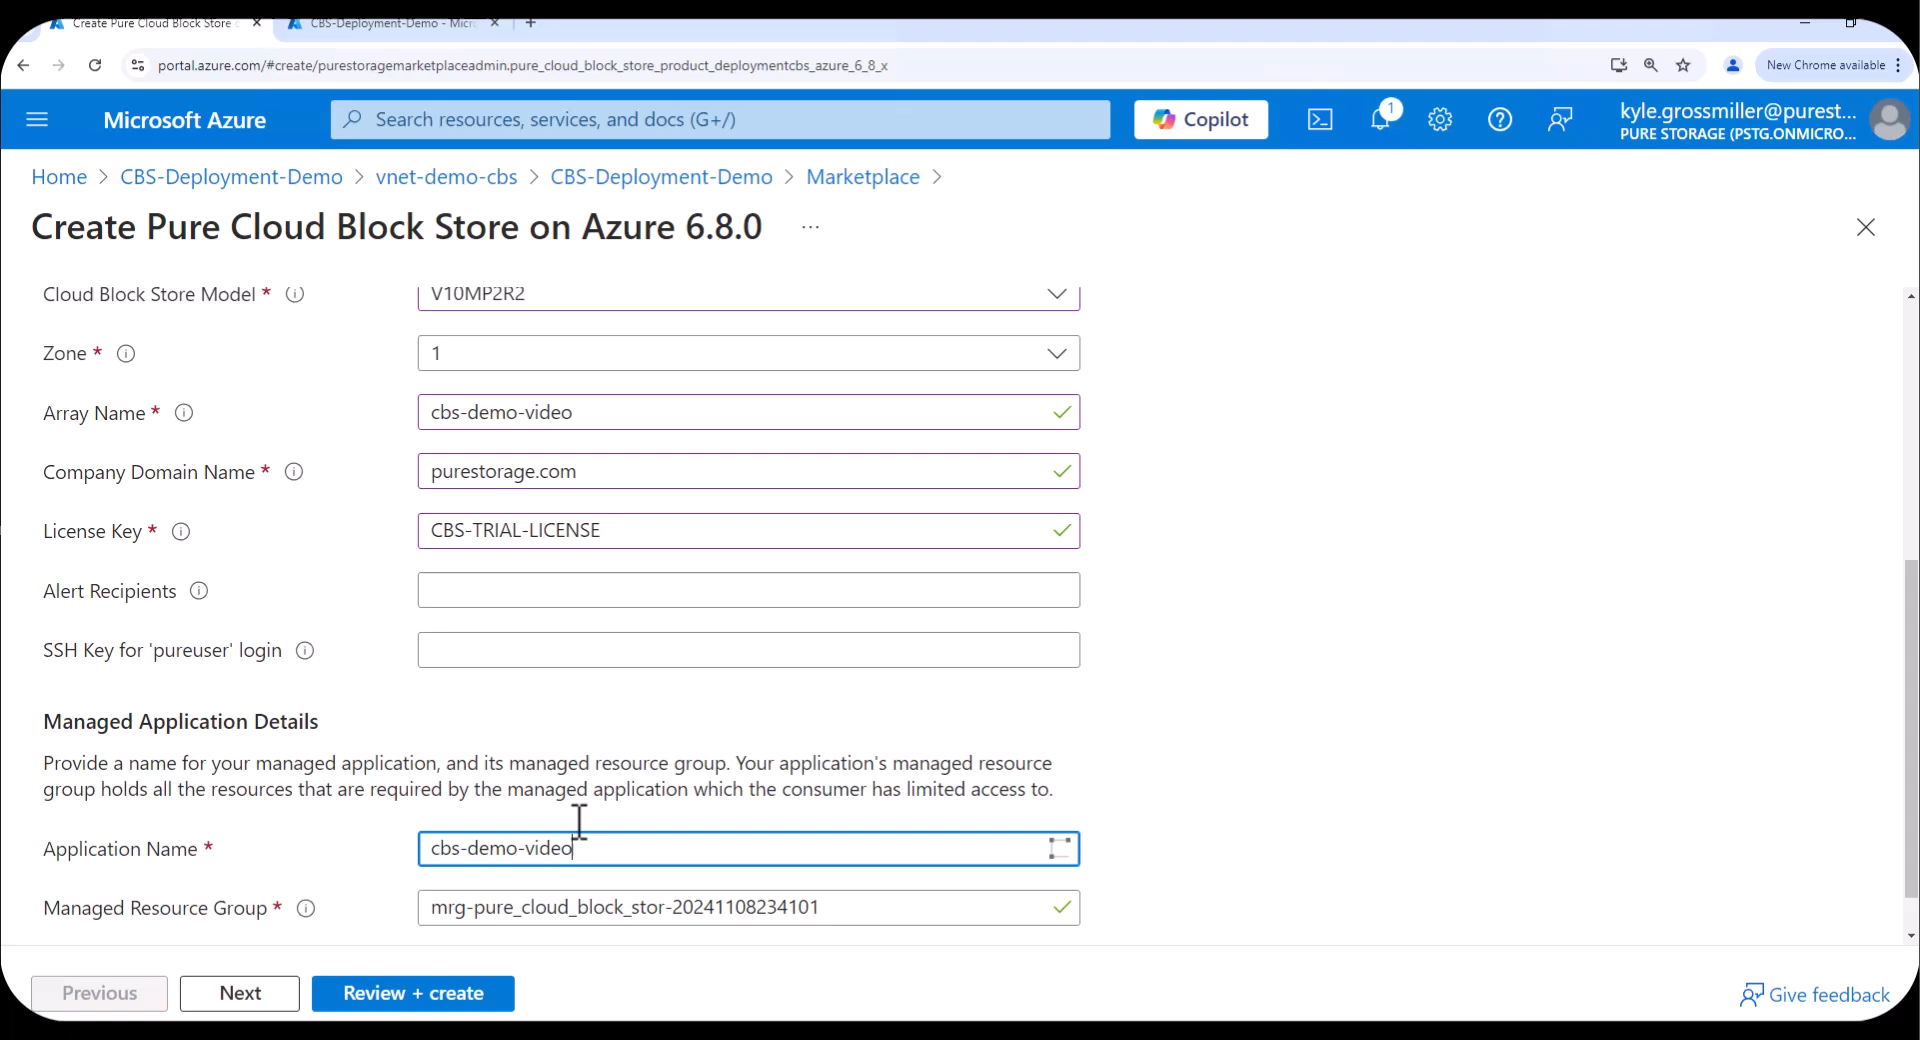 Create Pure Cloud Block Store
CBS-Deployment-Demo - Micr
portal.azure.com/#create/purestoragemarketplaceadmin.pure_cloud_block_store_product_deploymentcbs_azure_6_8_x
New Chrome available
Microsoft Azure
Search resources, services, and docs (G+/)
Copilot
1
kyle.grossmiller@purest...
PURE STORAGE (PSTG.ONMICRO...
Home > CBS-Deployment-Demo > vnet-demo-cbs > CBS-Deployment-Demo > Marketplace >
Create Pure Cloud Block Store on Azure 6.8.0 ...
Cloud Block Store Model * V10MP2R2
Zone * 1
Array Name * cbs-demo-video
Company Domain Name * purestorage.com
License Key * CBS-TRIAL-LICENSE
Alert Recipients
SSH Key for 'pureuser' login
Managed Application Details
Provide a name for your managed application, and its managed resource group. Your application's managed resource
group holds all the resources that are required by the managed application which the consumer has limited access to.
Application Name * cbs-demo-video
Managed Resource Group * mrg-pure_cloud_block_stor-20241108234101
Previous
Next
Review + create
Give feedback